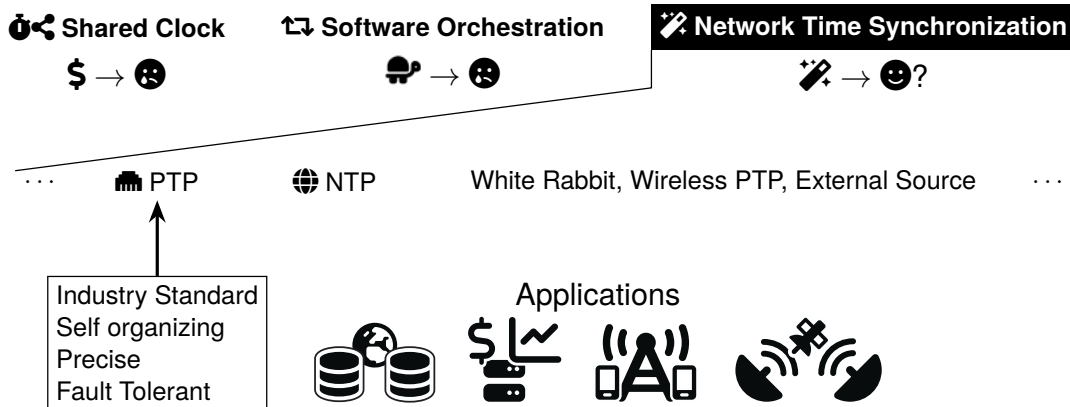 Shared Clock
Software Orchestration
Network Time Synchronization
$ →
→
→ ?
··· PTP NTP White Rabbit, Wireless PTP, External Source ···
Industry Standard
Self organizing
Precise
Fault Tolerant
Applications
$